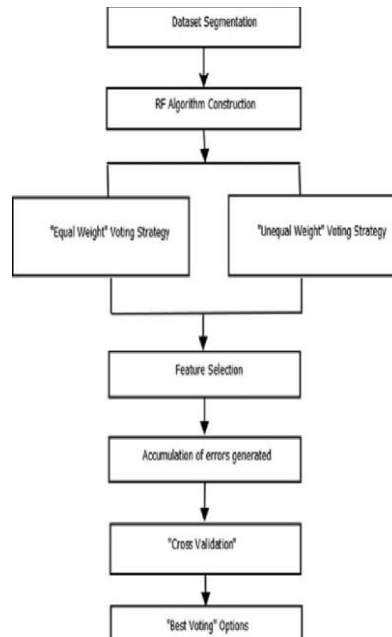 Dataset Segmentation
RF Algorithm Construction
"Equal Weight" Voting Strategy
"Unequal Weight" Voting Strategy
Feature Selection
Accumulation of errors generated
"Cross Validation"
"Best Voting" Options